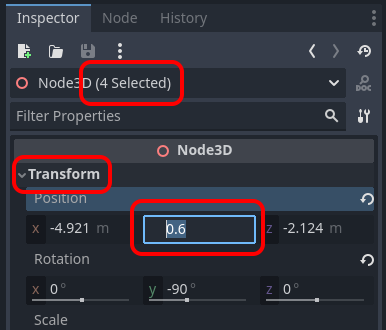 Inspector Node History
Node3D (4 Selected) DOC
Filter Properties
Node3D
Transform
Position
x -4.921 m 0.6 z -2.124 m
Rotation
x 0° y -90° z 0°
Scale